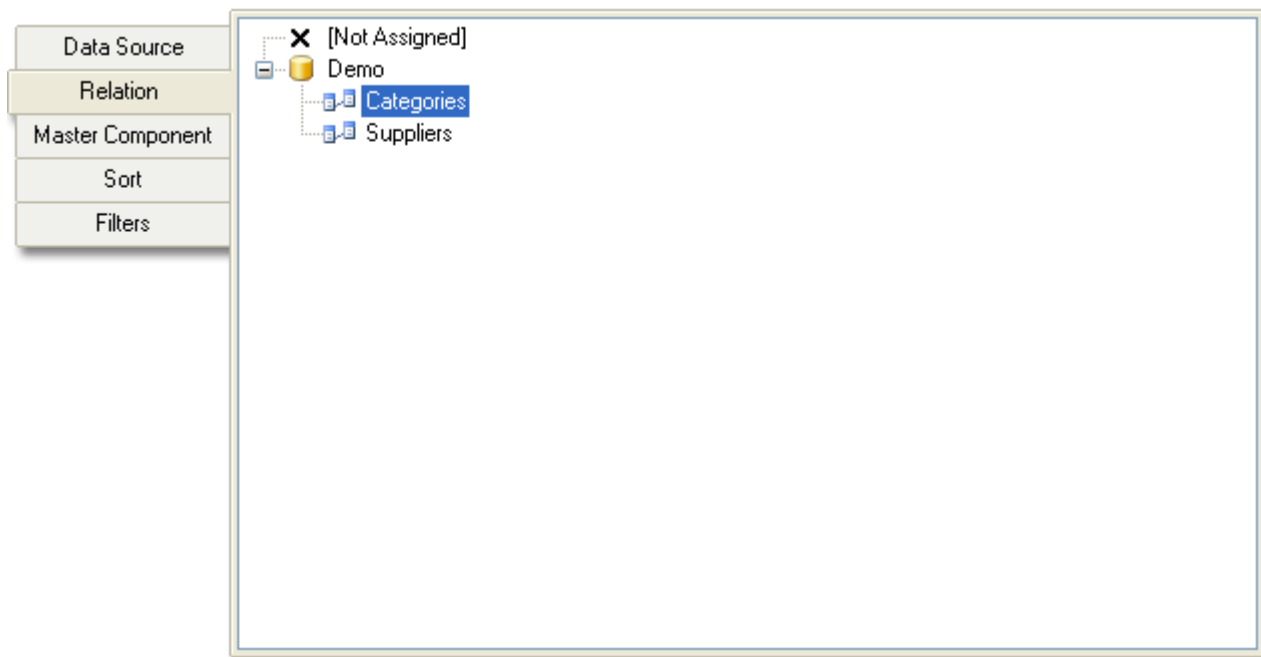 Data Source
Relation
Master Component
Sort
Filters
[Not Assigned]
Demo
Categories
Suppliers